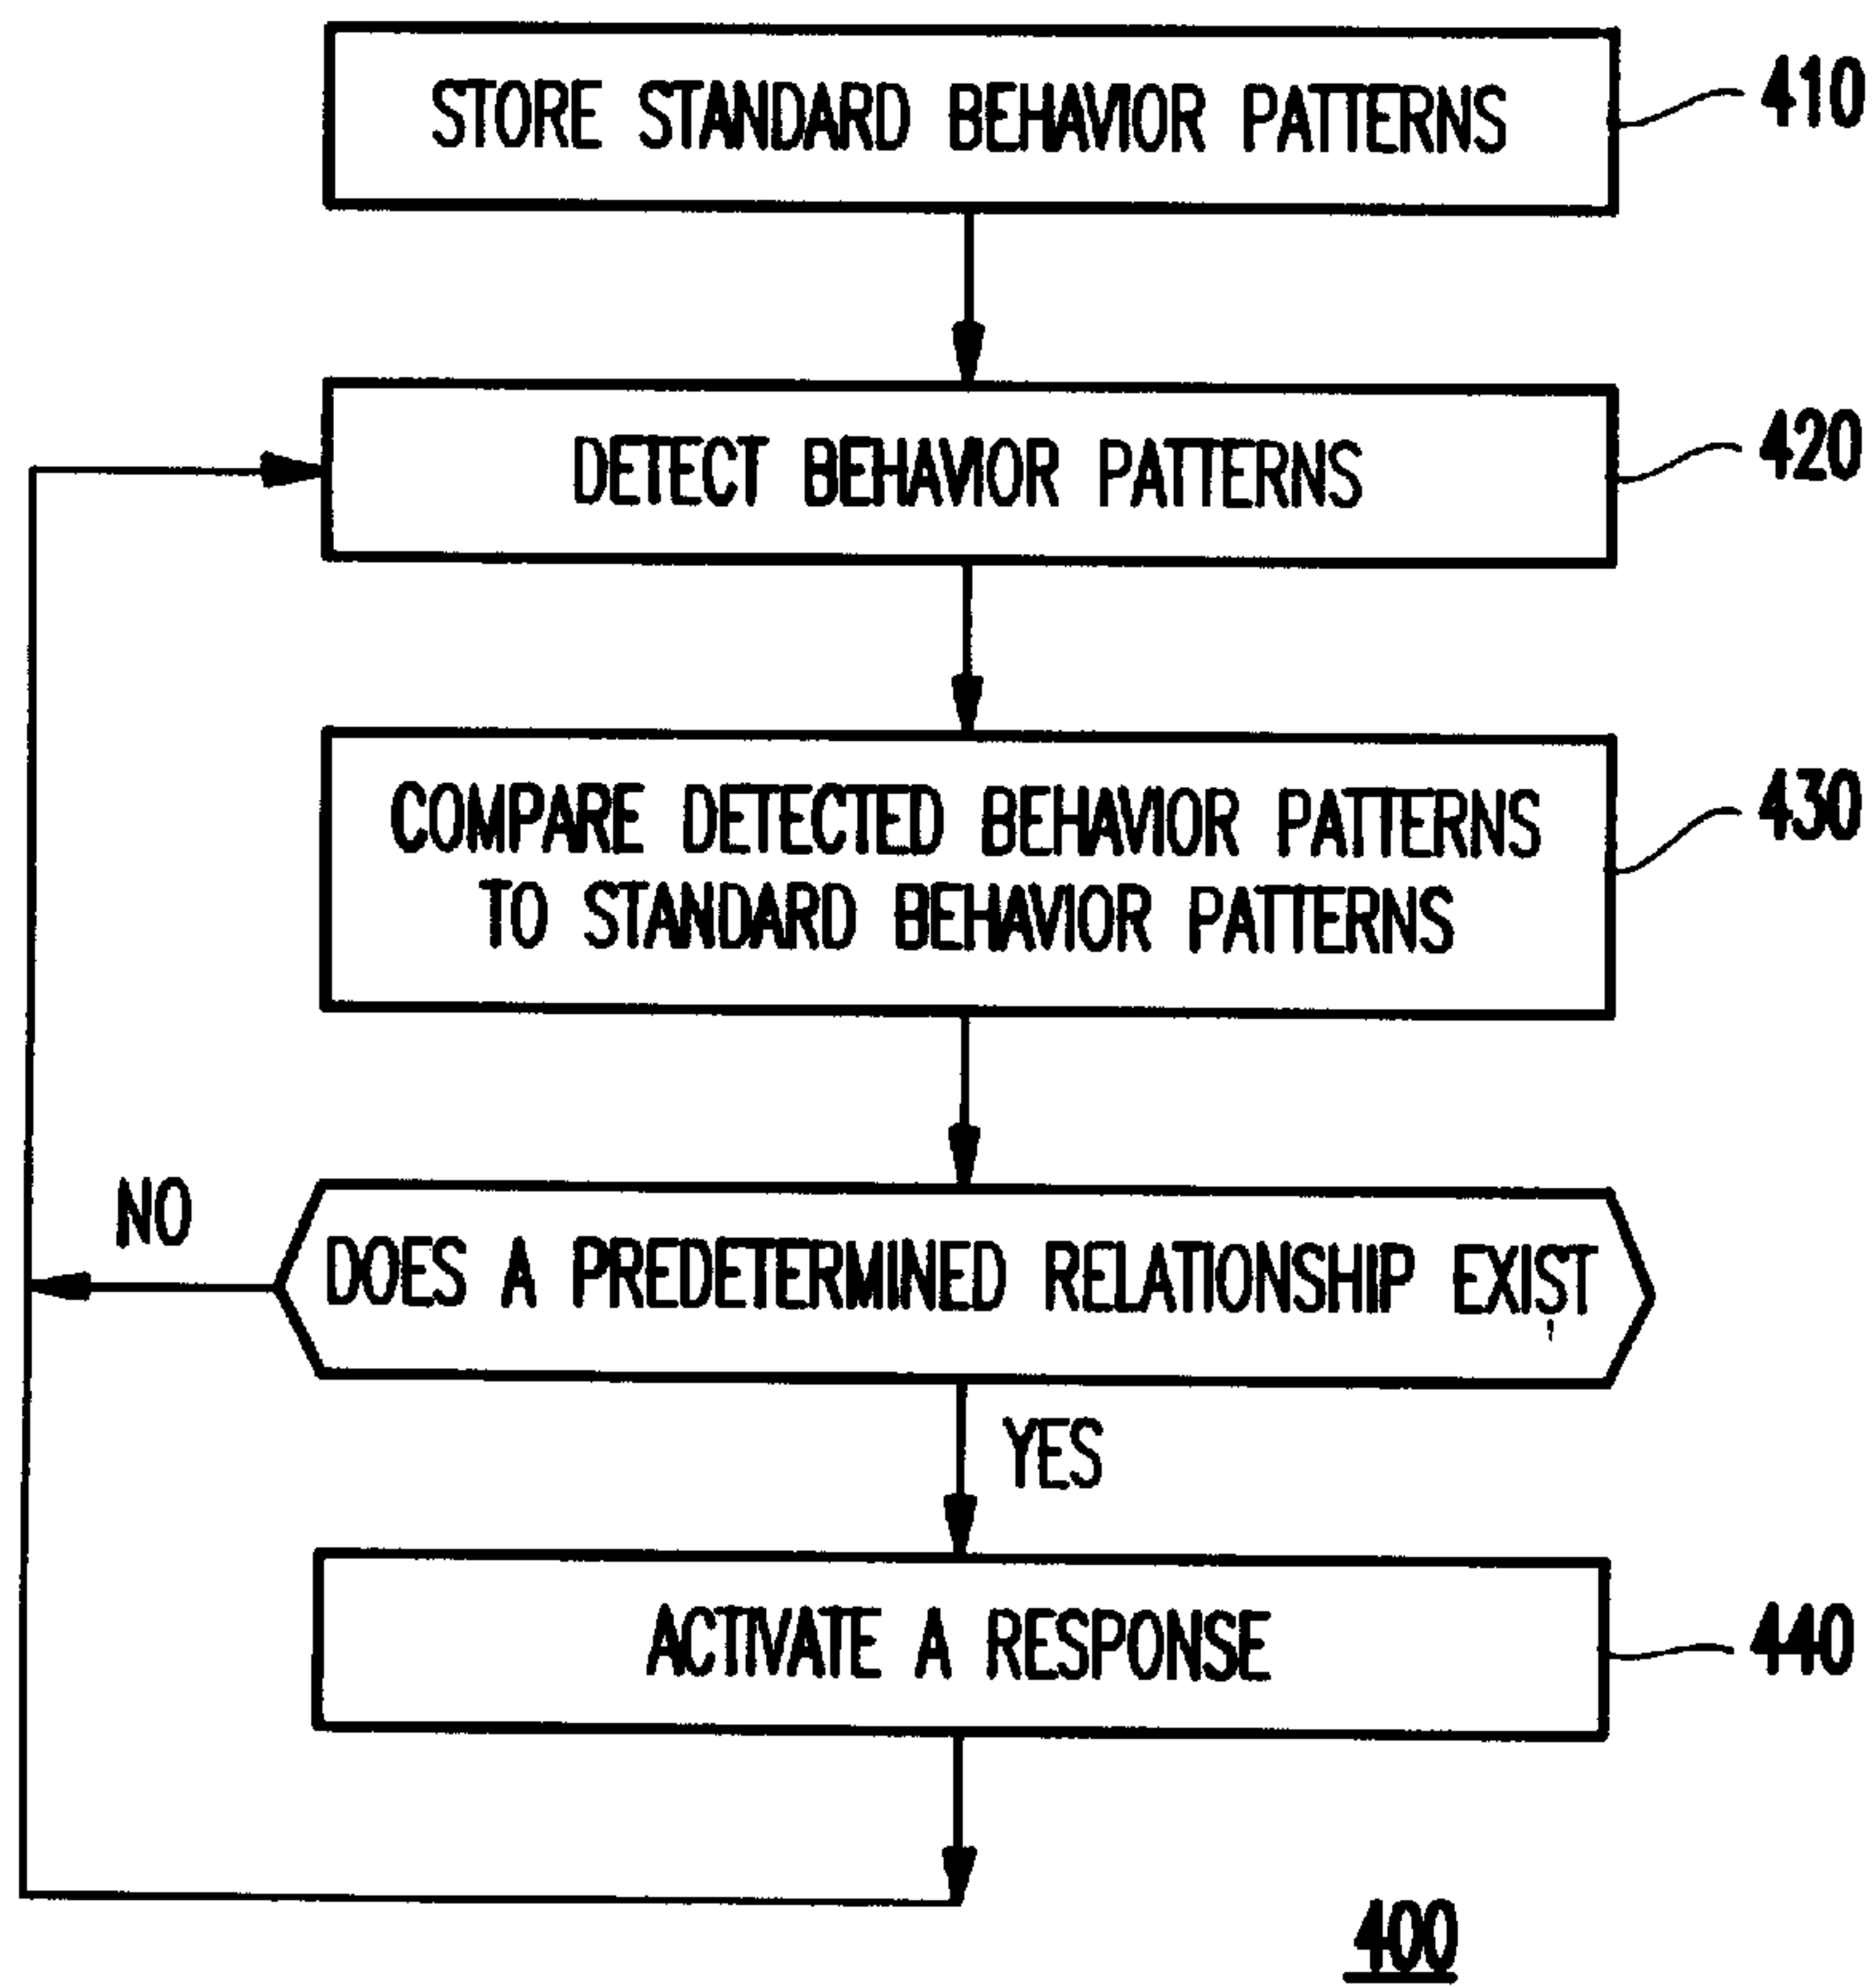 STORE STANDARD BEHAVIOR PATTERNS
410
DETECT BEHAVIOR PATTERNS
420
COMPARE DETECTED BEHAVIOR PATTERNS
TO STANDARD BEHAVIOR PATTERNS
430
NO
DOES A PREDETERMINED RELATIONSHIP EXIST
YES
ACTIVATE A RESPONSE
440
400